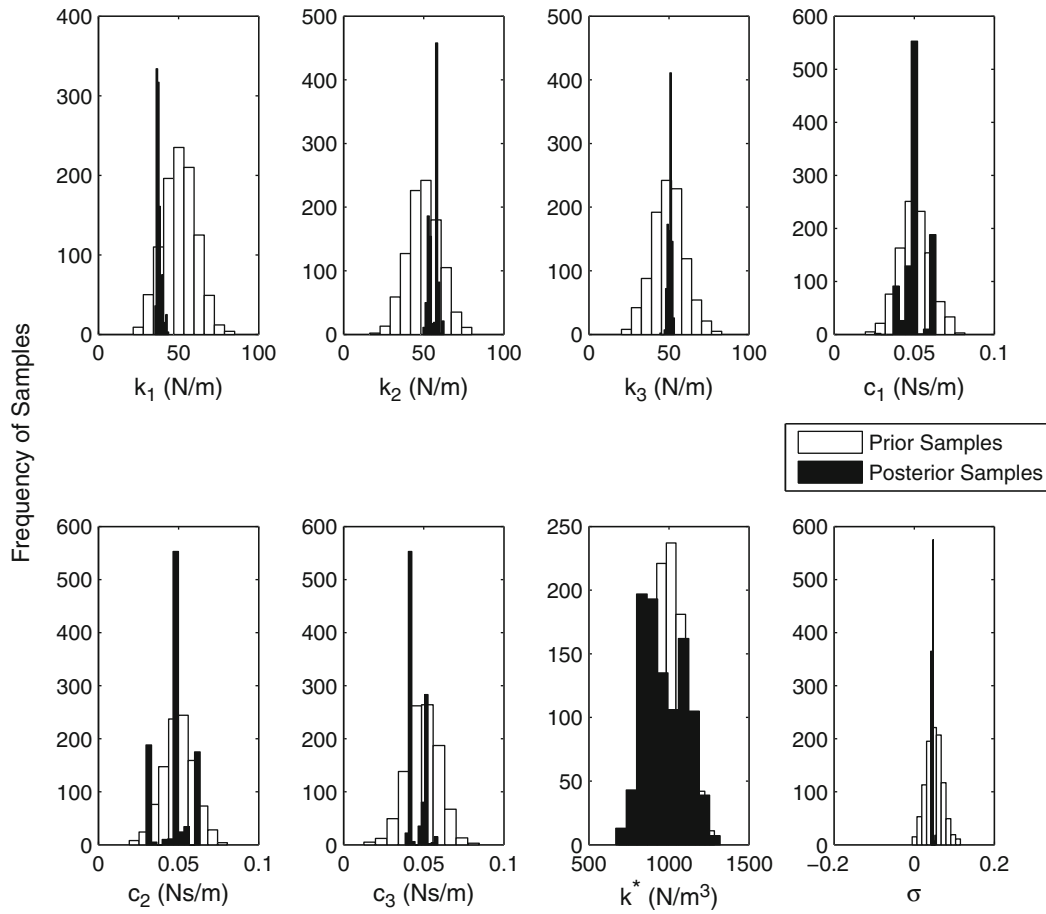 Frequency of Samples
400
300
200
100
0
0 50 100
k1 (N/m)
500
400
300
200
100
0
0 50 100
k2 (N/m)
500
400
300
200
100
0
0 50 100
k3 (N/m)
600
500
400
300
200
100
0
0 0.05 0.1
c1 (Ns/m)
Prior Samples
Posterior Samples
600
500
400
300
200
100
0
0 0.05 0.1
c2 (Ns/m)
600
500
400
300
200
100
0
0 0.05 0.1
c3 (Ns/m)
250
200
150
100
50
0
500 1000 1500
k* (N/m³)
600
500
400
300
200
100
0
−0.2 0 0.2
σ